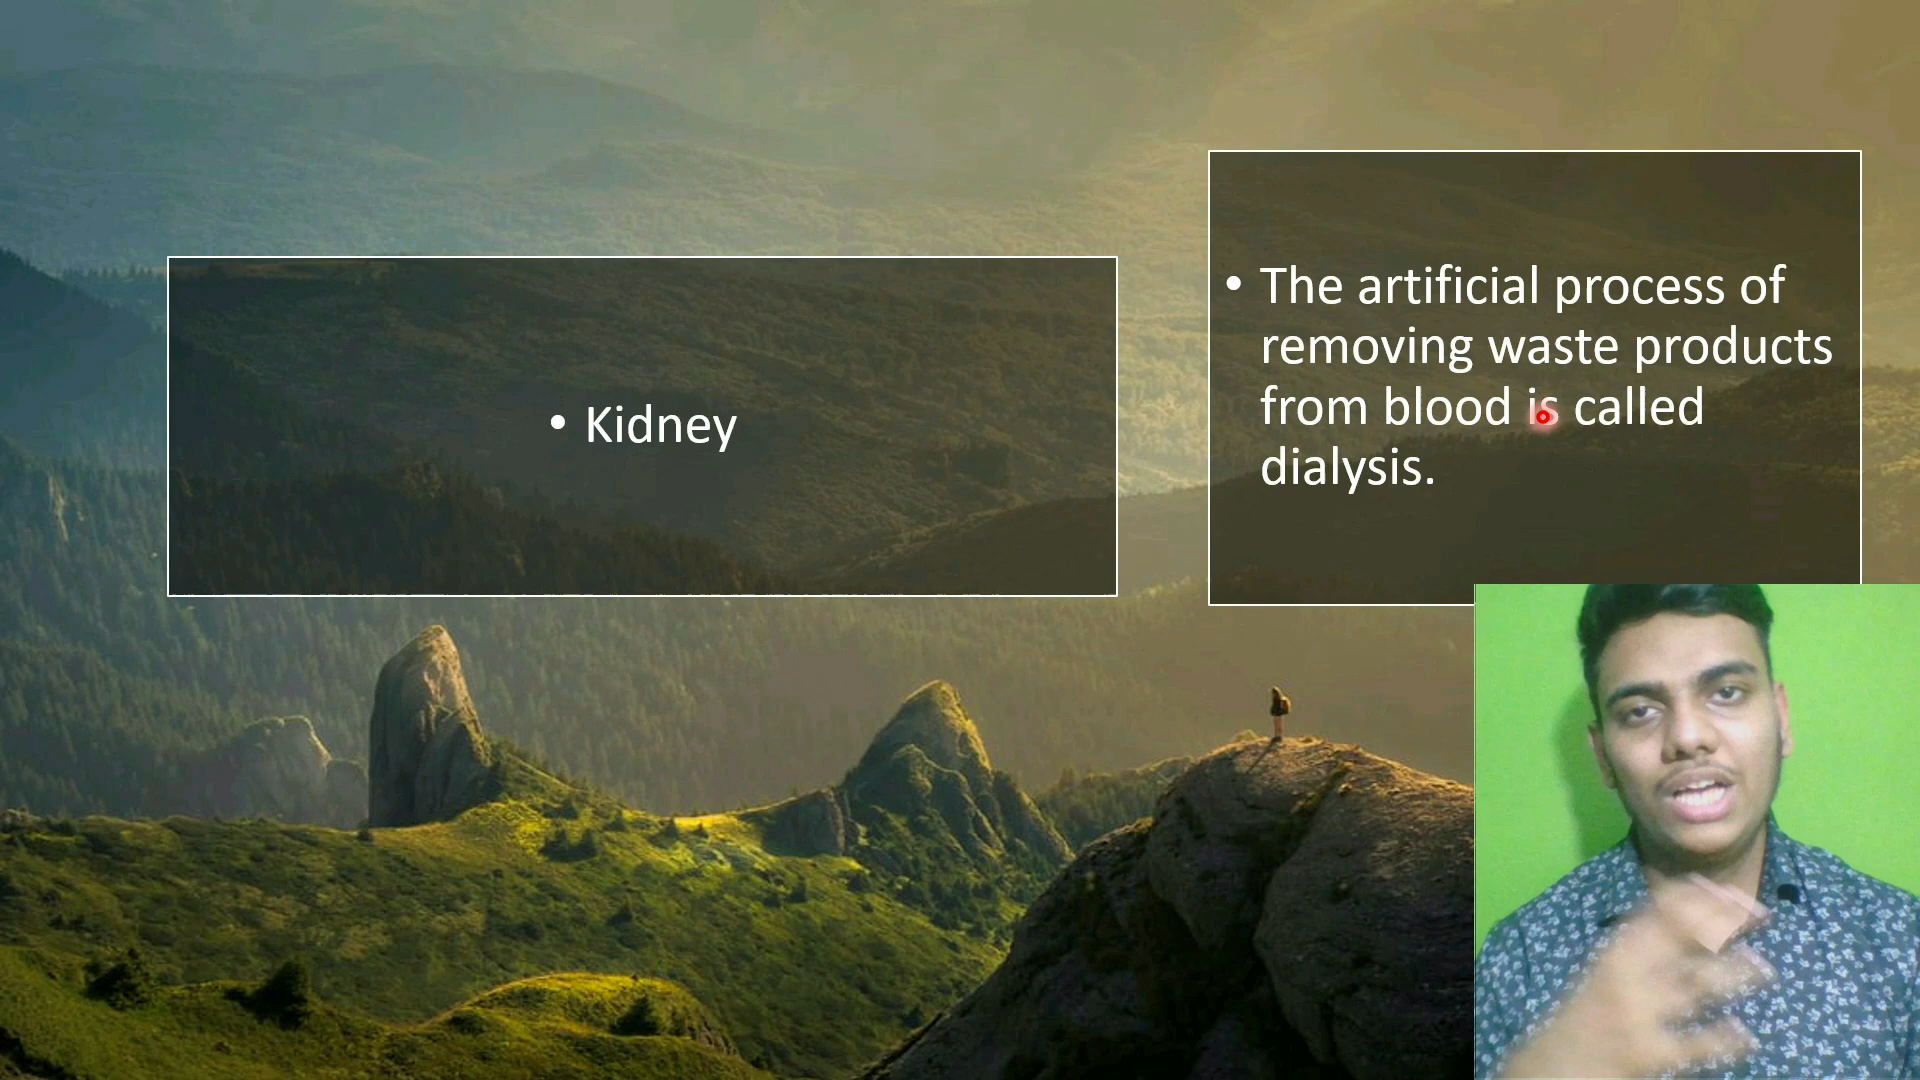 • Kidney
• The artificial process of
removing waste products
from blood is called
dialysis.